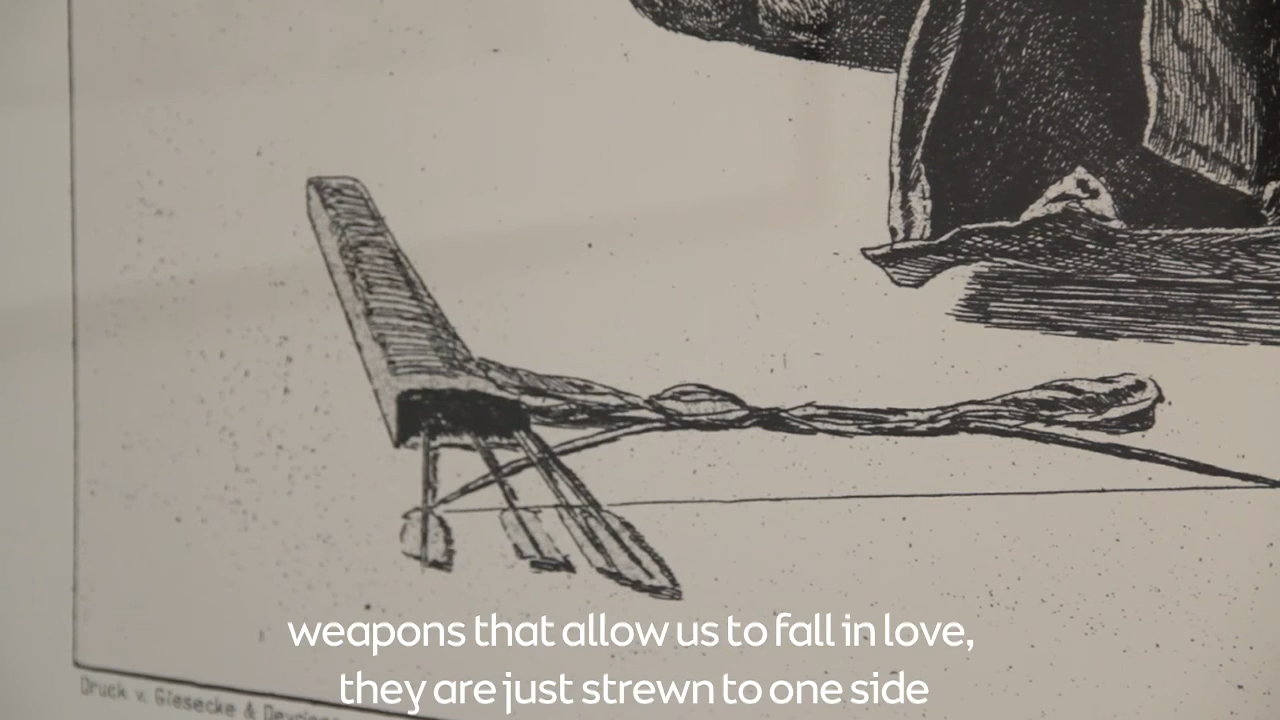 weapons that allow us to fall in love,
they are just strewn to one side
Druck v. Giesecke &